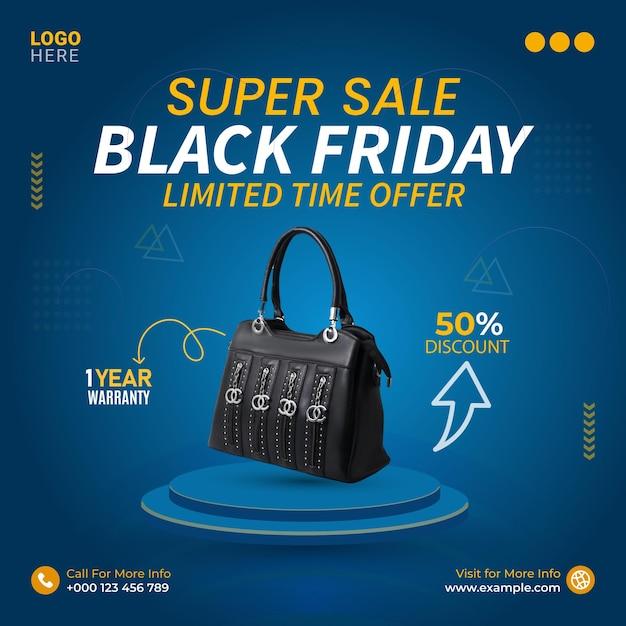 LOGO
HERE
SUPER SALE
BLACK FRIDAY
LIMITED TIME OFFER
50%
DISCOUNT
1YEAR
WARRANTY
Call For More Info
+000 123 456 789
Visit for More Info
www.example.com